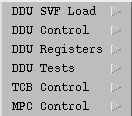 DDU SVF Load
DDU Control
DDU Registers
DDU Tests
TCB Control
MPC Control